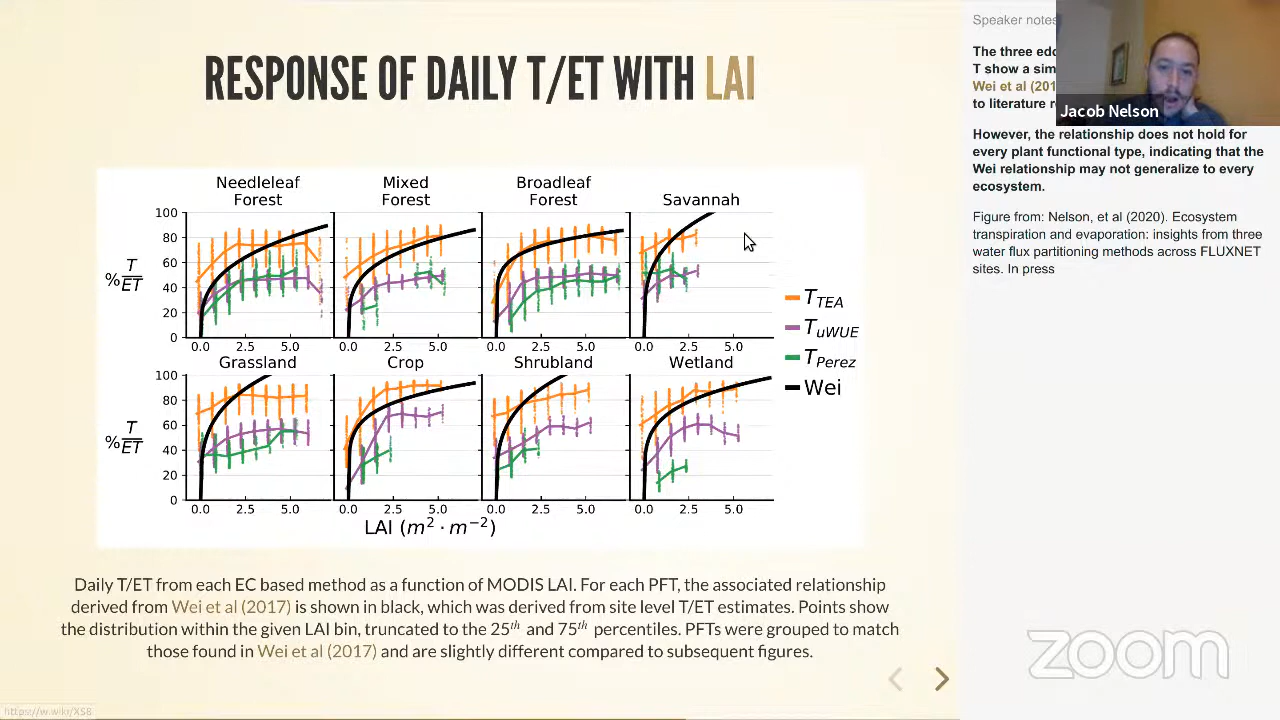 RESPONSE OF DAILY T/ET WITH LAI
Needleleaf Forest
Mixed Forest
Broadleaf Forest
Savannah
100
80
60
40
20
0
% T/ET
0.0 2.5 5.0
0.0 2.5 5.0
0.0 2.5 5.0
0.0 2.5 5.0
Grassland
Crop
Shrubland
Wetland
100
80
60
40
20
0
% T/ET
0.0 2.5 5.0
0.0 2.5 5.0
0.0 2.5 5.0
0.0 2.5 5.0
LAI (m² · m⁻²)
T_TEA
T_uWUE
T_Perez
Wei
Daily T/ET from each EC based method as a function of MODIS LAI. For each PFT, the associated relationship
derived from Wei et al (2017) is shown in black, which was derived from site level T/ET estimates. Points show
the distribution within the given LAI bin, truncated to the 25th and 75th percentiles. PFTs were grouped to match
those found in Wei et al (2017) and are slightly different compared to subsequent figures.
https://w.wiki/XS8
Speaker notes
The three
T show a
Wei et al
to literature
Jacob Nelson
However, the relationship does not hold for
every plant functional type, indicating that the
Wei relationship may not generalize to every
ecosystem.
Figure from: Nelson, et al (2020). Ecosystem
transpiration and evaporation: insights from three
water flux partitioning methods across FLUXNET
sites. In press
zoom